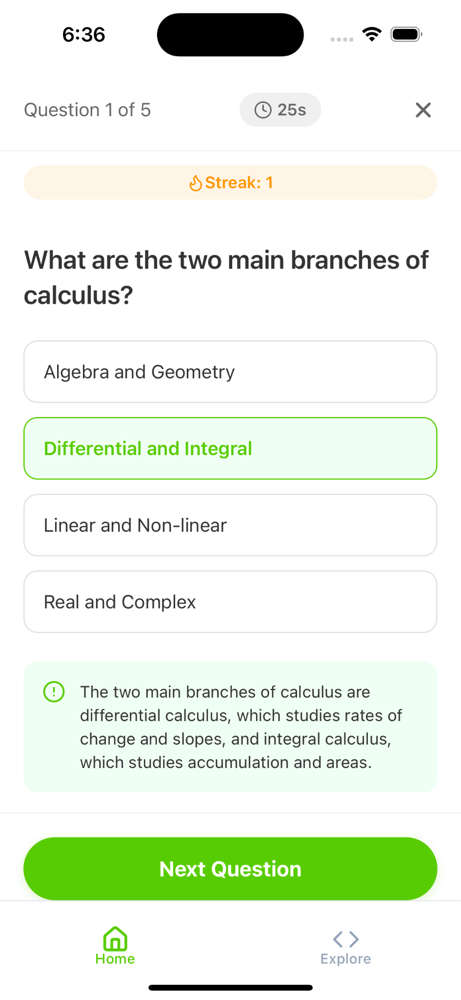 6:36
Question 1 of 5
25s
Streak: 1
What are the two main branches of
calculus?
Algebra and Geometry
Differential and Integral
Linear and Non-linear
Real and Complex
The two main branches of calculus are
differential calculus, which studies rates of
change and slopes, and integral calculus,
which studies accumulation and areas.
Next Question
Home
Explore